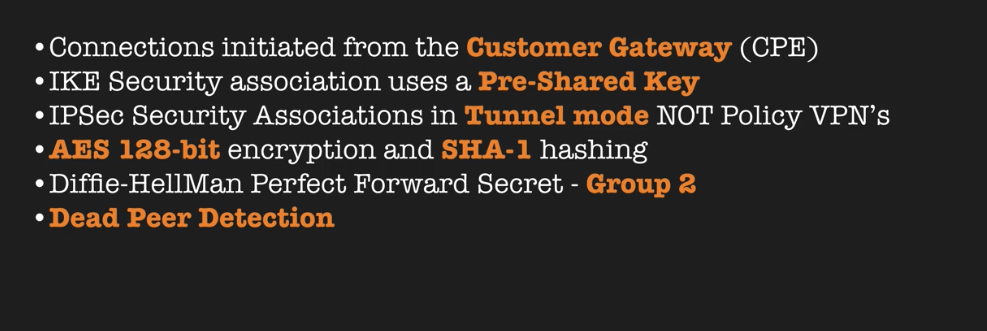 •Connections initiated from the Customer Gateway (CPE)
•IKE Security association uses a Pre-Shared Key
•IPSec Security Associations in Tunnel mode NOT Policy VPN's
•AES 128-bit encryption and SHA-1 hashing
•Diffie-HellMan Perfect Forward Secret - Group 2
•Dead Peer Detection